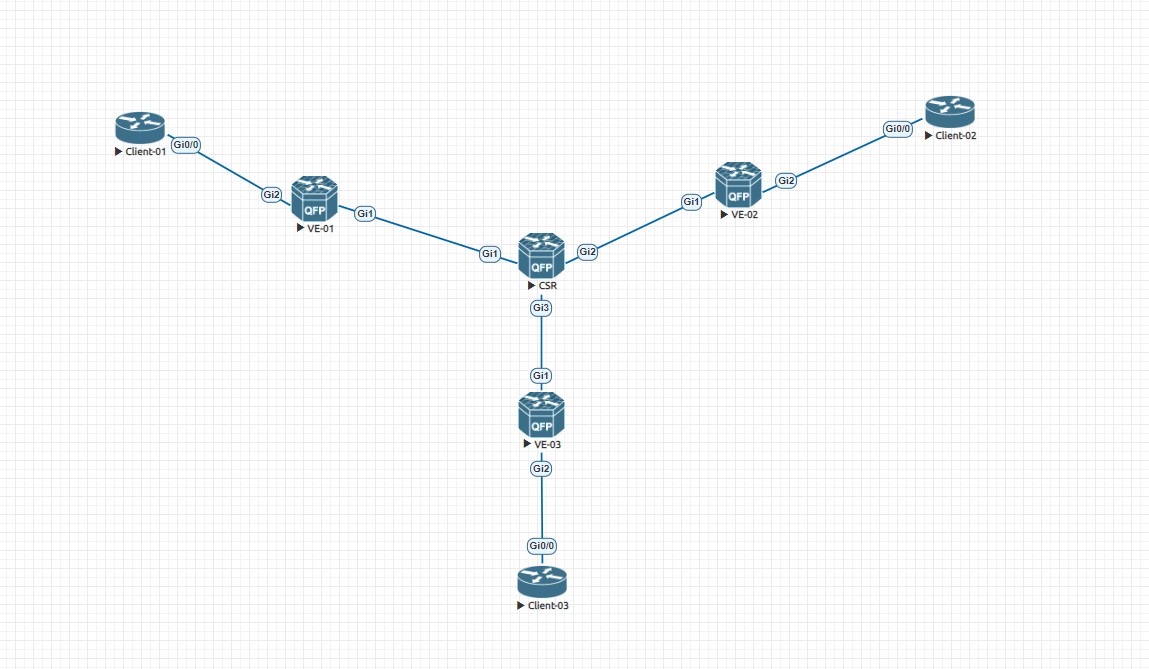 Client-02
Gi0/0
Client-01
Gi0/0
Gi2
Gi2
QFP
VE-02
Gi1
Gi2
QFP
VE-01
Gi1
Gi1
Gi2
QFP
CSR
Gi3
Gi1
QFP
VE-03
Gi2
Gi0/0
Client-03